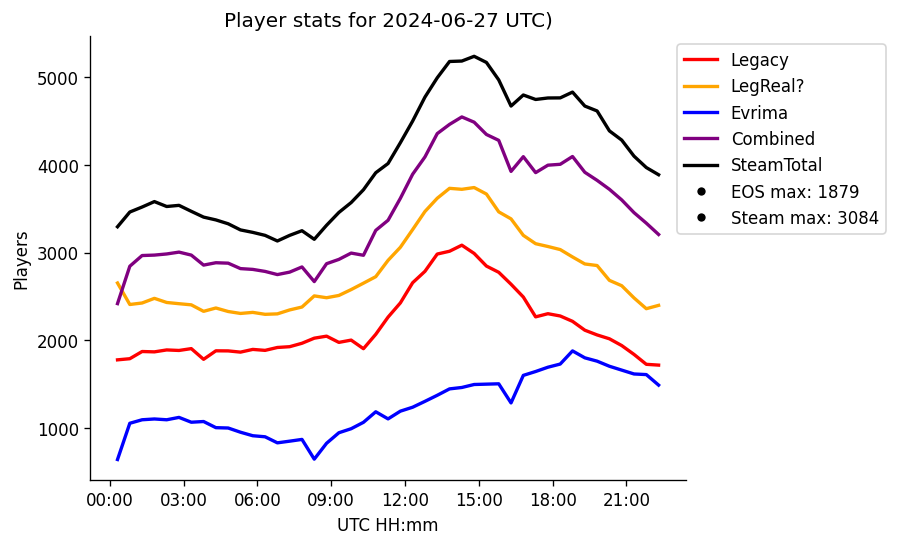 Player stats for 2024-06-27 UTC)
Players
5000
4000
3000
2000
1000
00:00 03:00 06:00 09:00 12:00 15:00 18:00 21:00
UTC HH:mm
Legacy
LegReal?
Evrima
Combined
SteamTotal
EOS max: 1879
Steam max: 3084